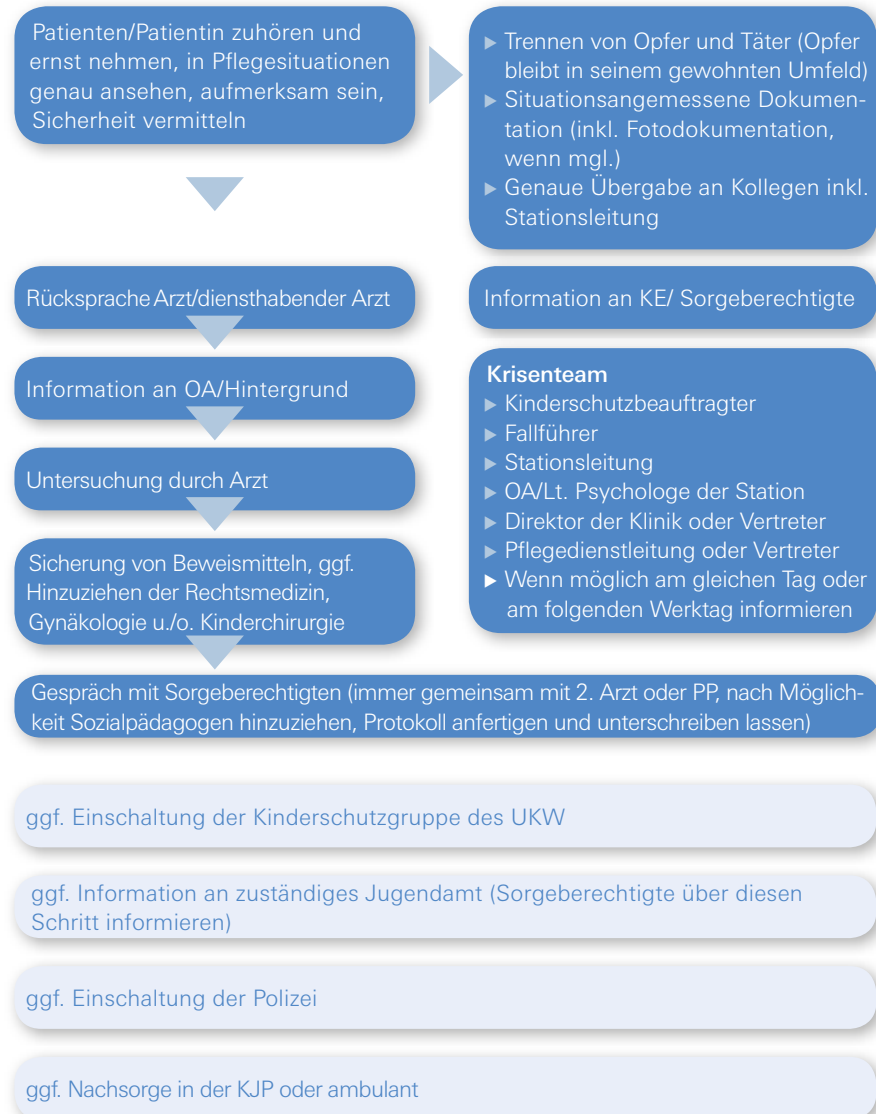 Patienten/Patientin zuhören und
ernst nehmen, in Pflegesituationen
genau ansehen, aufmerksam sein,
Sicherheit vermitteln
▶ Trennen von Opfer und Täter (Opfer
bleibt in seinem gewohnten Umfeld)
▶ Situationsangemessene Dokumen-
tation (inkl. Fotodokumentation,
wenn mgl.)
▶ Genaue Übergabe an Kollegen inkl.
Stationsleitung
Rücksprache Arzt/diensthabender Arzt
Information an OA/Hintergrund
Untersuchung durch Arzt
Sicherung von Beweismitteln, ggf.
Hinzuziehen der Rechtsmedizin,
Gynäkologie u./o. Kinderchirurgie
Information an KE/ Sorgeberechtigte
Krisenteam
▶ Kinderschutzbeauftragter
▶ Fallführer
▶ Stationsleitung
▶ OA/Lt. Psychologe der Station
▶ Direktor der Klinik oder Vertreter
▶ Pflegedienstleitung oder Vertreter
▶ Wenn möglich am gleichen Tag oder
am folgenden Werktag informieren
Gespräch mit Sorgeberechtigten (immer gemeinsam mit 2. Arzt oder PP, nach Möglich-
keit Sozialpädagogen hinzuziehen, Protokoll anfertigen und unterschreiben lassen)
ggf. Einschaltung der Kinderschutzgruppe des UKW
ggf. Information an zuständiges Jugendamt (Sorgeberechtigte über diesen
Schritt informieren)
ggf. Einschaltung der Polizei
ggf. Nachsorge in der KJP oder ambulant